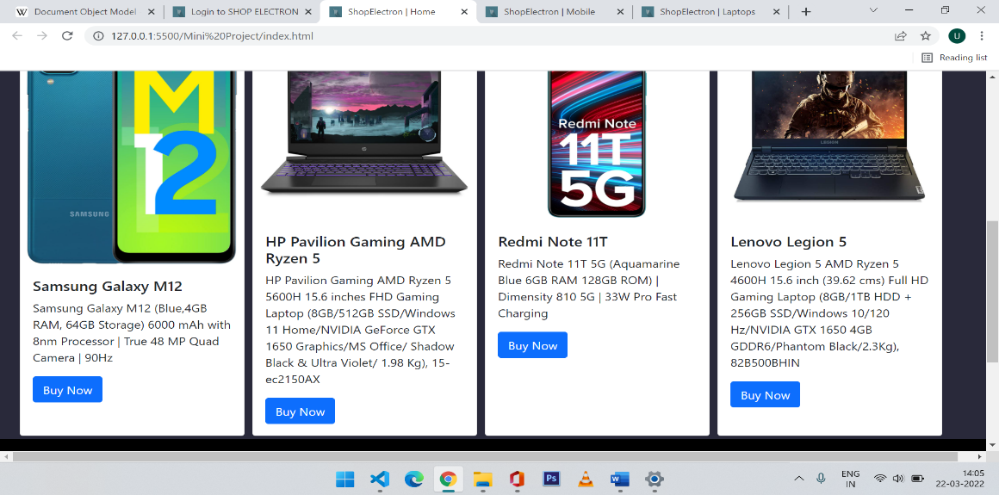 W Document Object Model
Login to SHOP ELECTRON
ShopElectron | Home
ShopElectron | Mobile
ShopElectron | Laptops
127.0.0.1:5500/Mini%20Project/index.html
U
Reading list
M
12
SAMSUNG
Samsung Galaxy M12
Samsung Galaxy M12 (Blue,4GB
RAM, 64GB Storage) 6000 mAh with
8nm Processor | True 48 MP Quad
Camera | 90Hz
Buy Now
hp
HP Pavilion Gaming AMD
Ryzen 5
HP Pavilion Gaming AMD Ryzen 5
5600H 15.6 inches FHD Gaming
Laptop (8GB/512GB SSD/Windows
11 Home/NVIDIA GeForce GTX
1650 Graphics/MS Office/ Shadow
Black & Ultra Violet/ 1.98 Kg), 15-
ec2150AX
Buy Now
Redmi Note
11T
5G
Redmi Note 11T
Redmi Note 11T 5G (Aquamarine
Blue 6GB RAM 128GB ROM) |
Dimensity 810 5G | 33W Pro Fast
Charging
Buy Now
LEGION
Lenovo Legion 5
Lenovo Legion 5 AMD Ryzen 5
4600H 15.6 inch (39.62 cms) Full HD
Gaming Laptop (8GB/1TB HDD +
256GB SSD/Windows 10/120
Hz/NVIDIA GTX 1650 4GB
GDDR6/Phantom Black/2.3Kg),
82B500BHIN
Buy Now
Ps
W
ENG
IN
14:05
22-03-2022